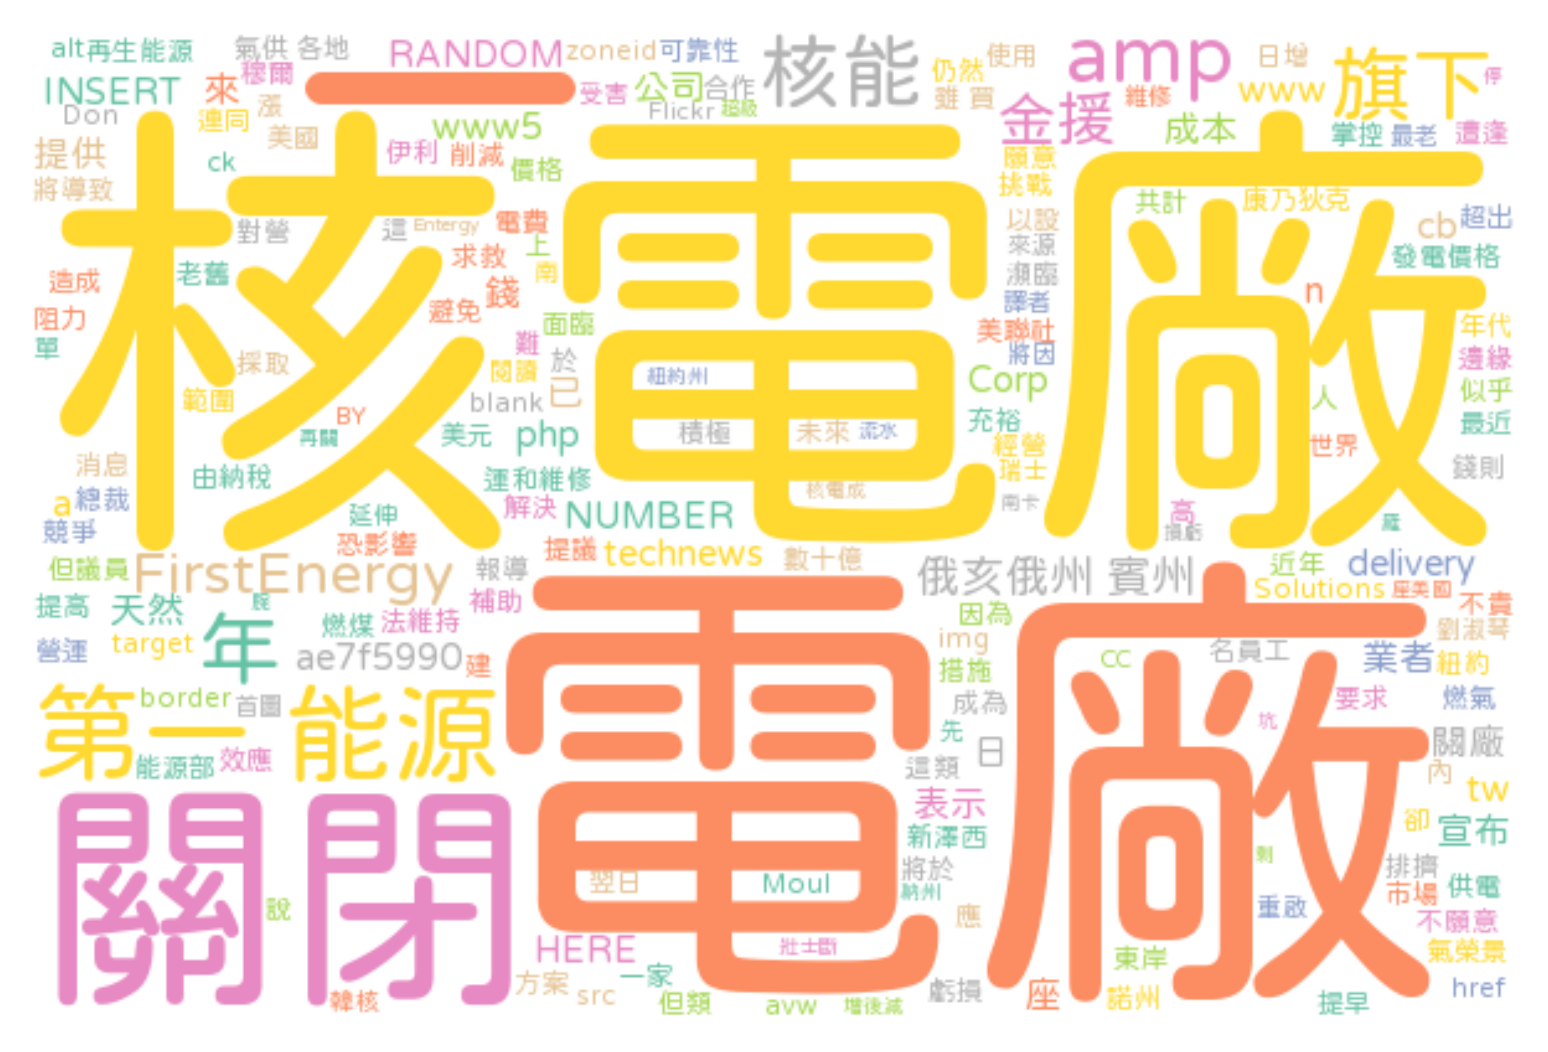 alt 再生能源 氣供 各地 RANDOM zoneid 可靠性 核能 仍然 使用 amp 日增 旗下 停
INSERT 來 穆爾 一 受害 公司 合作 雖 買 金援 維修 www
Don 連同 漲 Flickr 超級 成本 掌控 最老 遭逢
提供 ck 美國 www5 伊利 削減 價格 願意 挑戰
將導致 核電廠 共計 康乃狄克 超出
對營 這 Entergy 電費 上 以設 cb
老舊 求救 南 來源 發電價格
造成 錢 瀕臨 n
阻力 避免 面臨 譯者 美聯社 年代
單 採取 難 於 將因 邊緣
範圍 閱讀 已 紐約州 Corp 人 似乎
BY blank 積極 未來 流水 充裕 最近
再關 美元 php 經營 世界
消息 由納稅 運和維修 核電成 瑞士 錢則
a 總裁 延伸 解決 NUMBER 南卡 高 羅
競爭 恐影響 提議 technews 數十億 損虧
但議員 FirstEnergy 報導 俄亥俄州 賓州 近年 delivery
提高 天然 補助 電廠 因為 Solutions 座美國 不貴
年 燃煤 法維持 img 劉淑琴
營運 target ae7f5990 建 措施 cc 名員工 業者 紐約
第一 border 首圖 能源 成為 要求 燃氣
能源部 效應 先 日 坑 關廠
這類 內
關閉 表示 tw
新澤西 卻 宣布
翌日 Moul 將於 剩 排擠
說 納州 重啟 市場 供電
HERE 壯士斷 應 不願意
方案 一家 東岸 氣榮景
韓核 src 但類 avw 增後減 虧損 座 諾州 提早 href